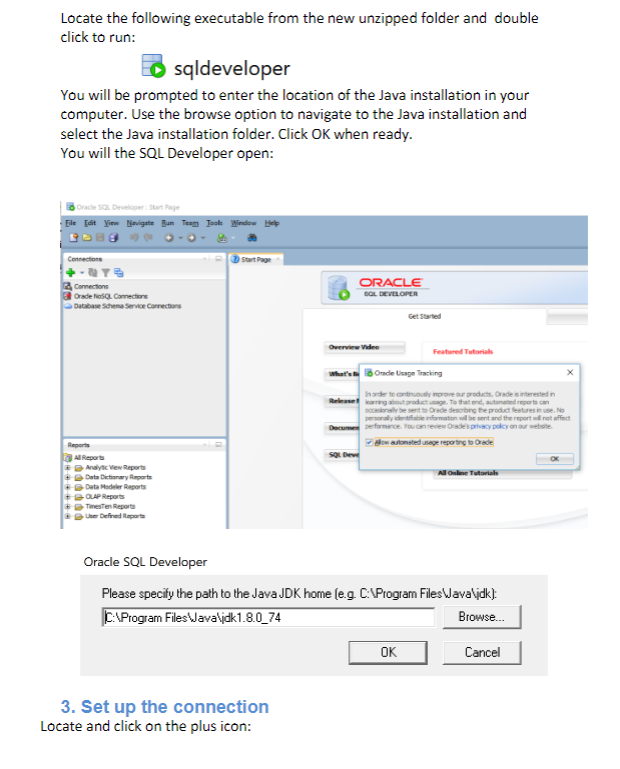 Locate the following executable from the new unzipped folder and double
click to run:
sqldeveloper
You will be prompted to enter the location of the Java installation in your
computer. Use the browse option to navigate to the Java installation and
select the Java installation folder. Click OK when ready.
You will the SQL Developer open:
Oracle SQL Developer : Start Page
File Edit View Navigate Run Team Tools Window Help
Connections
Start Page
Connections
Oracle NoSQL Connections
Database Schema Service Connections
ORACLE
SQL DEVELOPER
Get Started
Overview Video
Featured Tutorials
What's
Oracle Usage Tracking
In order to continuously improve our products, Oracle is interested in
Release
learning about product usage. To that end, automated reports can
occasionally be sent to Oracle describing the product features in use. No
personally identifiable information will be sent and the report will not affect
Documen
performance. You can review Oracle's privacy policy on our website.
Allow automated usage reporting to Oracle
OK
SQL Deve
All Online Tutorials
Reports
All Reports
Analytic View Reports
Data Dictionary Reports
Data Modeler Reports
OLAP Reports
TimesTen Reports
User Defined Reports
Oracle SQL Developer
Please specify the path to the Java JDK home (e.g. C:\Program Files\Java\jdk):
C:\Program Files\Java\jdk1.8.0_74
Browse...
OK
Cancel
3. Set up the connection
Locate and click on the plus icon: